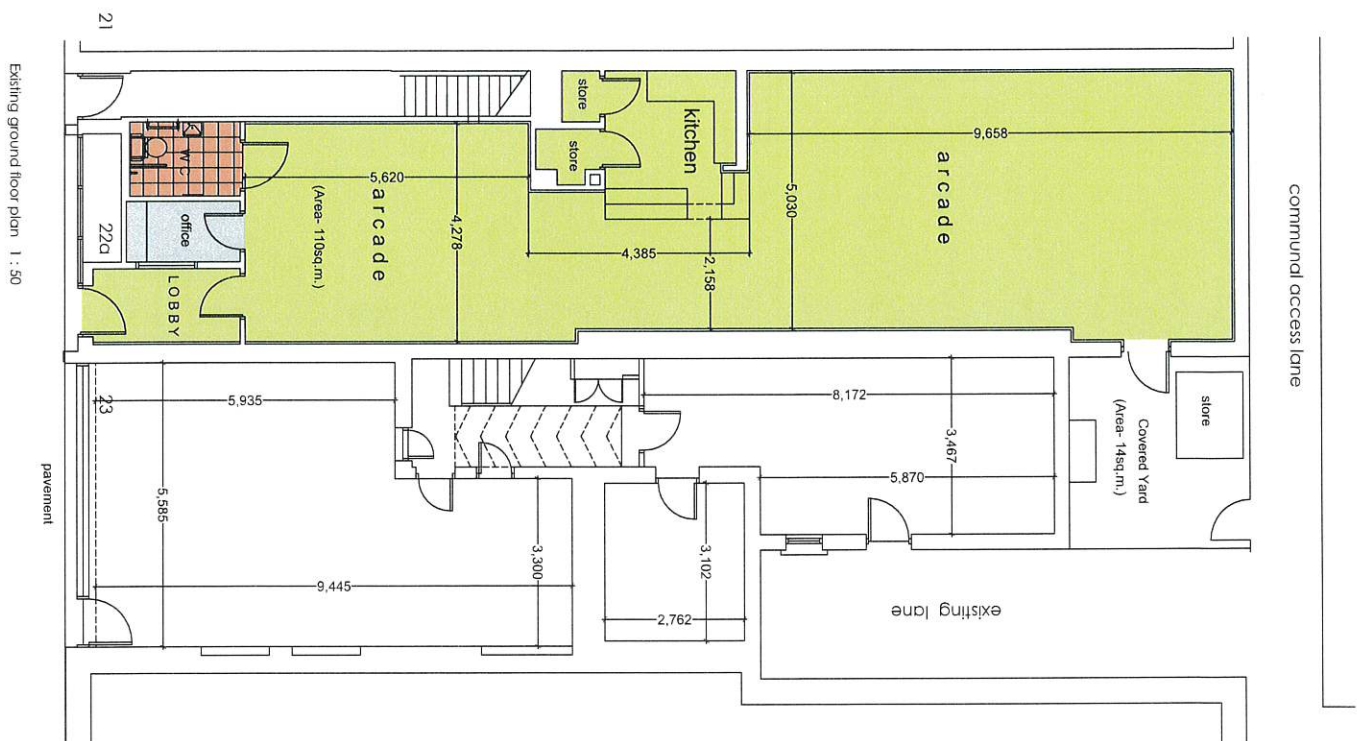 communal access lane
21
22a
23
pavement
store
store
kitchen
W.C
office
LOBBY
arcade
(Area- 110sq.m.)
arcade
store
Covered Yard
(Area- 14sq.m.)
existing lane
9,658
5,030
5,620
4,278
4,385
2,158
5,935
5,585
9,445
3,300
8,172
3,467
5,870
3,102
2,762
Existing ground floor plan 1:50